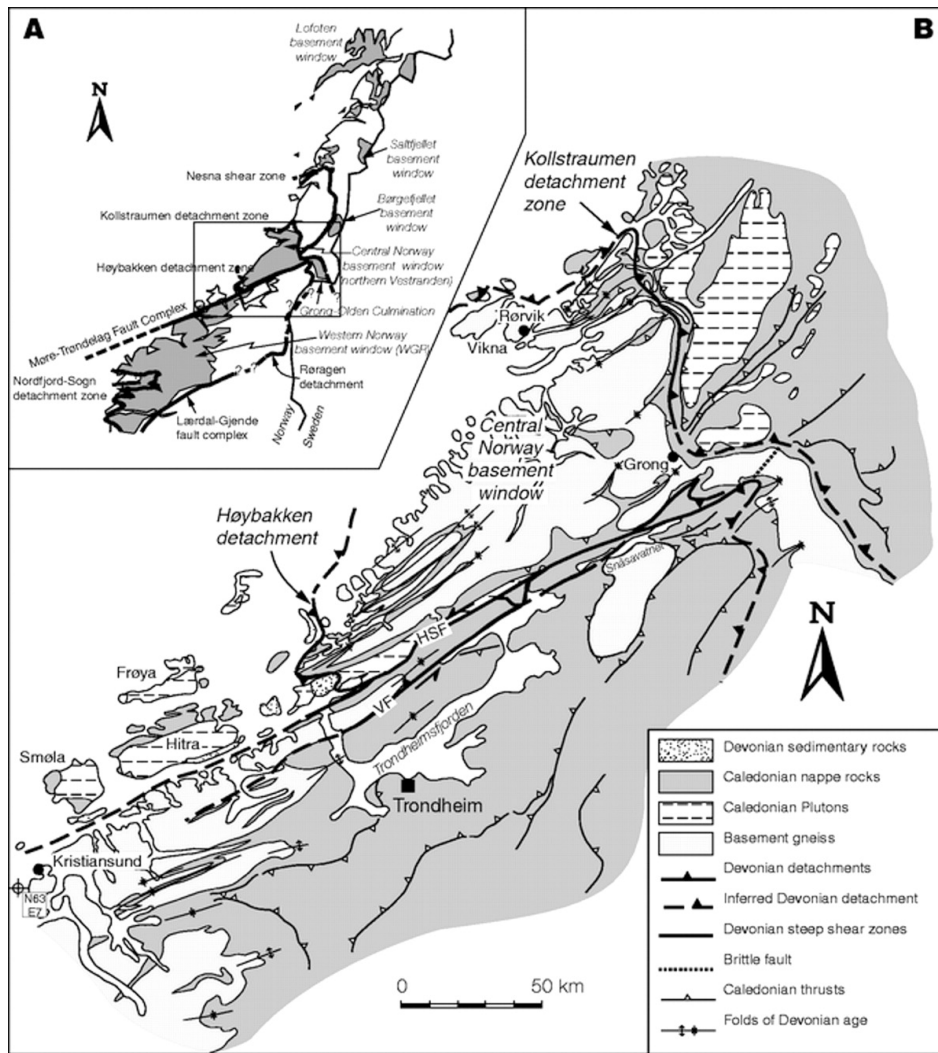 A
B
Lofoten
basement
window
N
Saltfjellet
basement
window
Nesna shear zone
Børgefjellet
basement
window
Kollstraumen detachment zone
Central Norway
basement window
(northern Vestranden)
Høybakken detachment zone
? ?
Grong-Olden Culmination
Møre-Trøndelag Fault Complex
Western Norway
basement window (WGR)
Nordfjord-Sogn
detachment zone
? ?
Røragen
detachment
Lærdal-Gjende
fault complex
Norway
Sweden
Kollstraumen
detachment
zone
Rørvik
Vikna
Central
Norway
basement
window
Grong
Høybakken
detachment
Snåsavatnet
HSF
N
Frøya
VF
Trondheimsfjorden
Hitra
Smøla
Trondheim
Kristiansund
N63
E7
0 50 km
Devonian sedimentary rocks
Caledonian nappe rocks
Caledonian Plutons
Basement gneiss
Devonian detachments
Inferred Devonian detachment
Devonian steep shear zones
Brittle fault
Caledonian thrusts
Folds of Devonian age